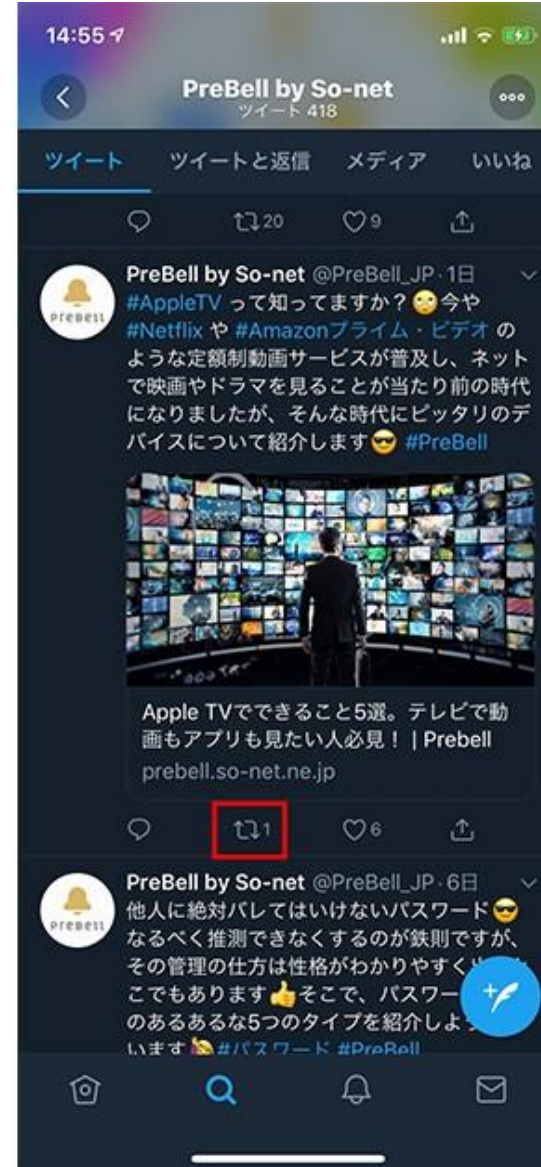 14:55
PreBell by So-net
ツイート 418
ツイート ツイートと返信 メディア いいね
20 9
PreBell by So-net @PreBell_JP·1日
PreBell
#AppleTV って知ってますか？🙄今や
#Netflix や #Amazonプライム・ビデオ の
ような定額制動画サービスが普及し、ネット
で映画やドラマを見ることが当たり前の時代
になりましたが、そんな時代にピッタリのデ
バイスについて紹介します😎 #PreBell
Apple TVでできること5選。テレビで動
画もアプリも見たい人必見！ | Prebell
prebell.so-net.ne.jp
1 6
PreBell by So-net @PreBell_JP·6日
PreBell
他人に絶対バレてはいけないパスワード😎
なるべく推測できなくするのが鉄則ですが、
その管理の仕方は性格がわかりやすく
こでもあります👍そこで、パスワー
のあるあるな5つのタイプを紹介しよ
います #パスワード #PreBell